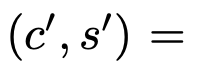 (c′, s′) =